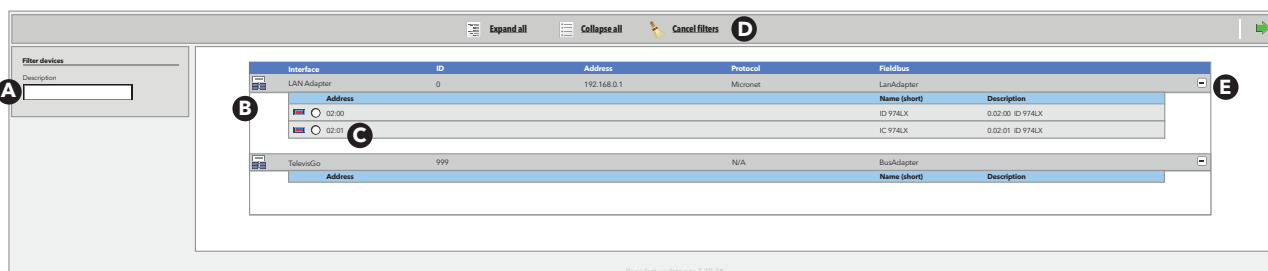 Expand all Collapse all Cancel filters D
Filter devices
Description
A
Interface ID Address Protocol Fieldbus
LAN Adapter 0 192.168.0.1 Micronet LanAdapter E
B Address Name (short) Description
02:00 ID 974LX 0.02:00 ID 974LX
02:01 C IC 974LX 0.02:01 ID 974LX
TelevisGo 999 N/A BusAdapter
Address Name (short) Description